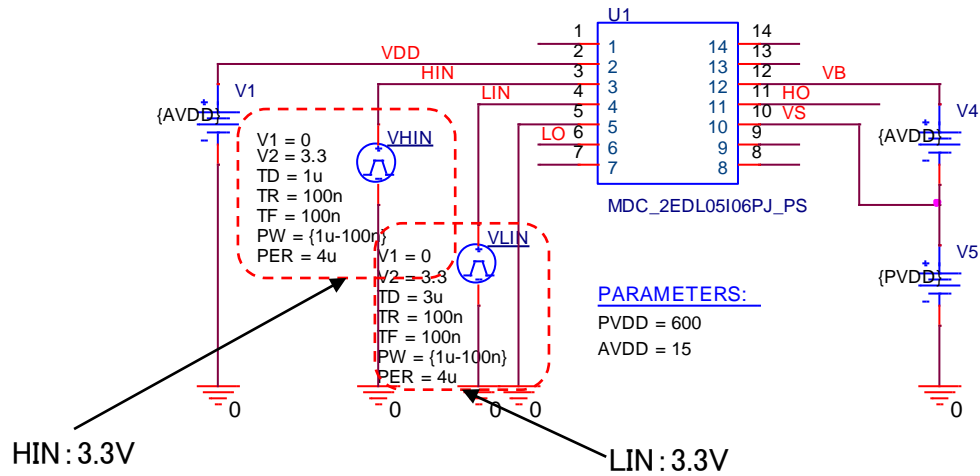 U1
1 1 14 14
2 2 13 13
3 3 12 12
4 4 11 11
5 5 10 10
6 6 9 9
7 7 8 8
VDD
HIN
LIN
LO
VB
HO
VS
MDC_2EDL05I06PJ_PS
V1
{AVDD}
VHIN
V1 = 0
V2 = 3.3
TD = 1u
TR = 100n
TF = 100n
PW = {1u-100n}
PER = 4u
VLIN
V1 = 0
V2 = 3.3
TD = 3u
TR = 100n
TF = 100n
PW = {1u-100n}
PER = 4u
V4
{AVDD}
V5
{PVDD}
PARAMETERS:
PVDD = 600
AVDD = 15
0
0
0
0
0
HIN: 3.3V
LIN: 3.3V